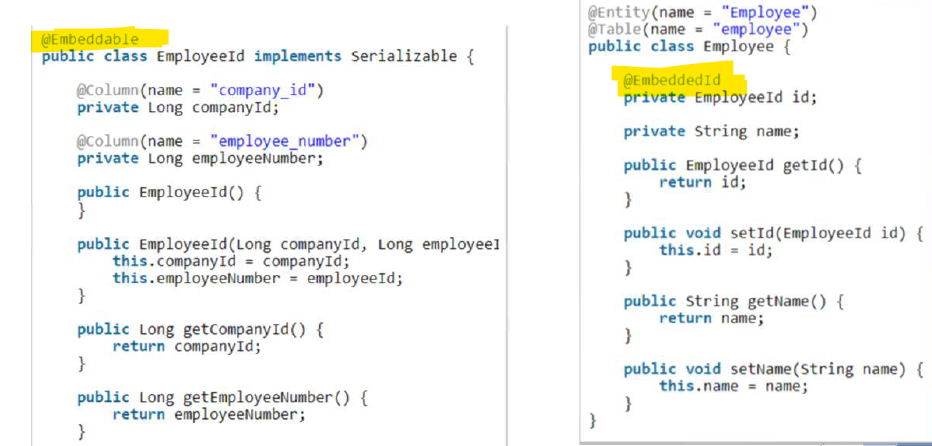 @Embeddable
public class EmployeeId implements Serializable {
@Column(name = "company_id")
private Long companyId;
@Column(name = "employee_number")
private Long employeeNumber;
public EmployeeId() {
}
public EmployeeId(Long companyId, Long employeeI
this.companyId = companyId;
this.employeeNumber = employeeId;
}
public Long getCompanyId() {
return companyId;
}
public Long getEmployeeNumber() {
return employeeNumber;
}
@Entity(name = "Employee")
@Table(name = "employee")
public class Employee {
@EmbeddedId
private EmployeeId id;
private String name;
public EmployeeId getId() {
return id;
}
public void setId(EmployeeId id) {
this.id = id;
}
public String getName() {
return name;
}
public void setName(String name) {
this.name = name;
}
}